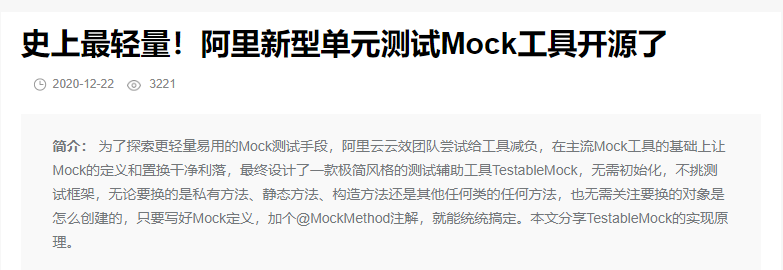 史上最轻量！阿里新型单元测试Mock工具开源了
2020-12-22 3221
简介： 为了探索更轻量易用的Mock测试手段，阿里云云效团队尝试给工具减负，在主流Mock工具的基础上让
Mock的定义和置换干净利落，最终设计了一款极简风格的测试辅助工具TestableMock，无需初始化，不挑测
试框架，无论要换的是私有方法、静态方法、构造方法还是其他任何类的任何方法，也无需关注要换的对象是
怎么创建的，只要写好Mock定义，加个@MockMethod注解，就能统统搞定。本文分享TestableMock的实现原
理。